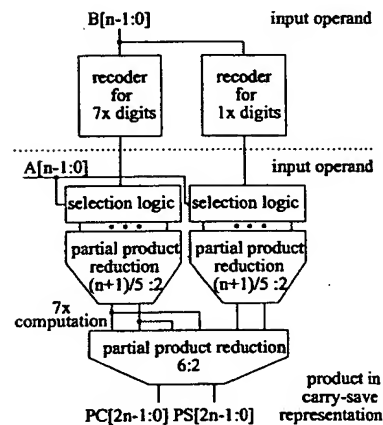 B[n-1:0]
input operand
recoder
for
7x digits
recoder
for
1x digits
A[n-1:0]
input operand
selection logic
selection logic
partial product
reduction
(n+1)/5 :2
partial product
reduction
(n+1)/5 :2
7x
computation
partial product reduction
6:2
product in
carry-save
representation
PC[2n-1:0]
PS[2n-1:0]